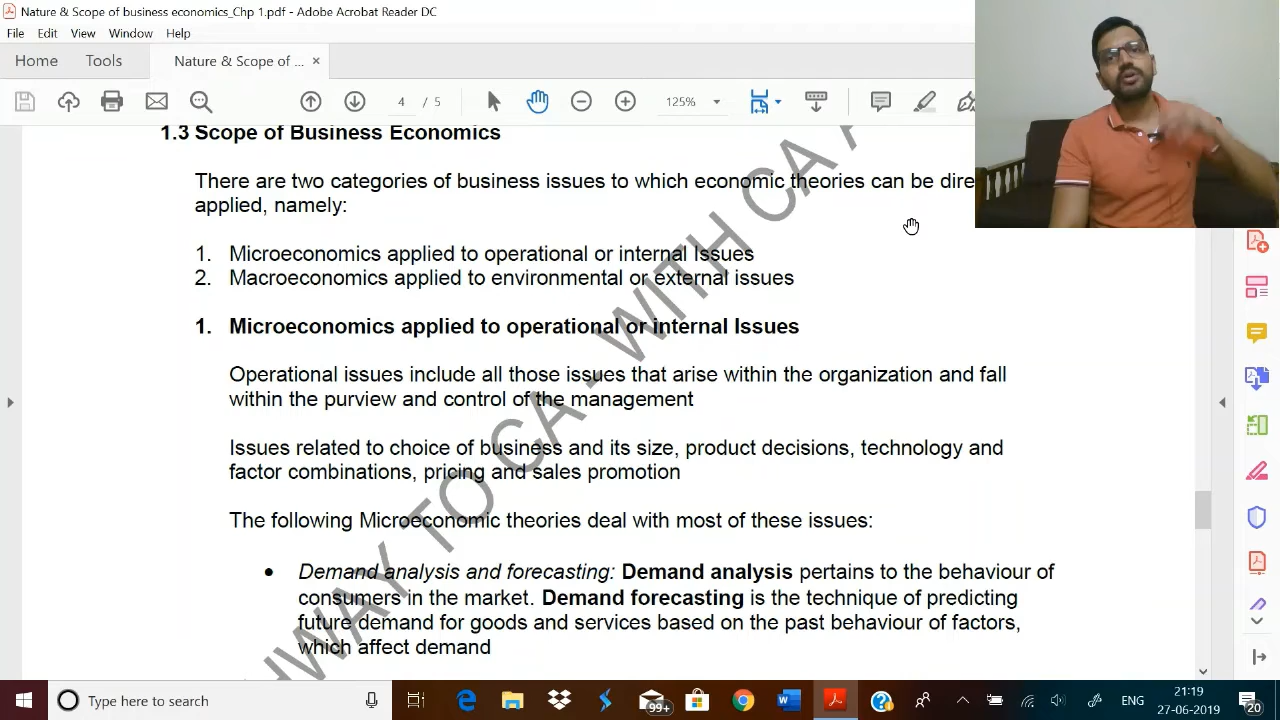 Nature & Scope of business economics_Chp 1.pdf - Adobe Acrobat Reader DC
File Edit View Window Help
Home Tools Nature & Scope of ... ×
4 / 5 125%
1.3 Scope of Business Economics
There are two categories of business issues to which economic theories can be dire
applied, namely:
1. Microeconomics applied to operational or internal Issues
2. Macroeconomics applied to environmental or external issues
1. Microeconomics applied to operational or internal Issues
Operational issues include all those issues that arise within the organization and fall
within the purview and control of the management
Issues related to choice of business and its size, product decisions, technology and
factor combinations, pricing and sales promotion
The following Microeconomic theories deal with most of these issues:
• Demand analysis and forecasting: Demand analysis pertains to the behaviour of
consumers in the market. Demand forecasting is the technique of predicting
future demand for goods and services based on the past behaviour of factors,
which affect demand
HWAY TO CA - WITH CA A
Type here to search
99+
ENG
21:19
27-06-2019
20